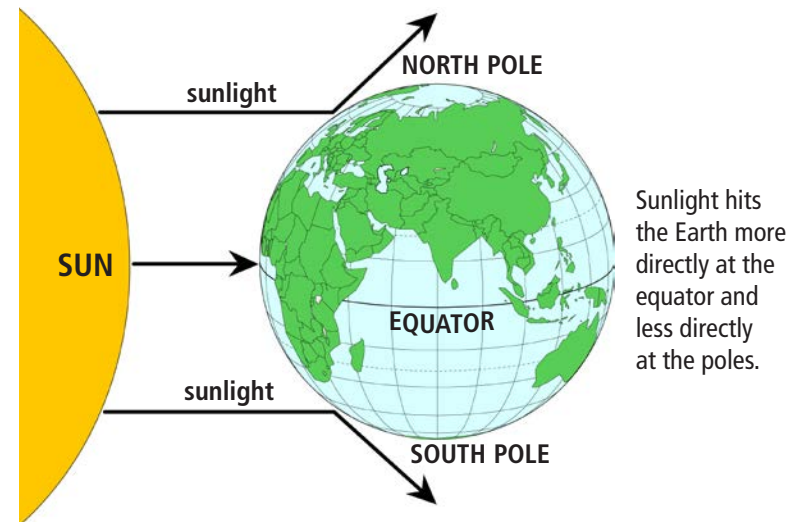 NORTH POLE
sunlight
SUN
EQUATOR
sunlight
SOUTH POLE
Sunlight hits
the Earth more
directly at the
equator and
less directly
at the poles.